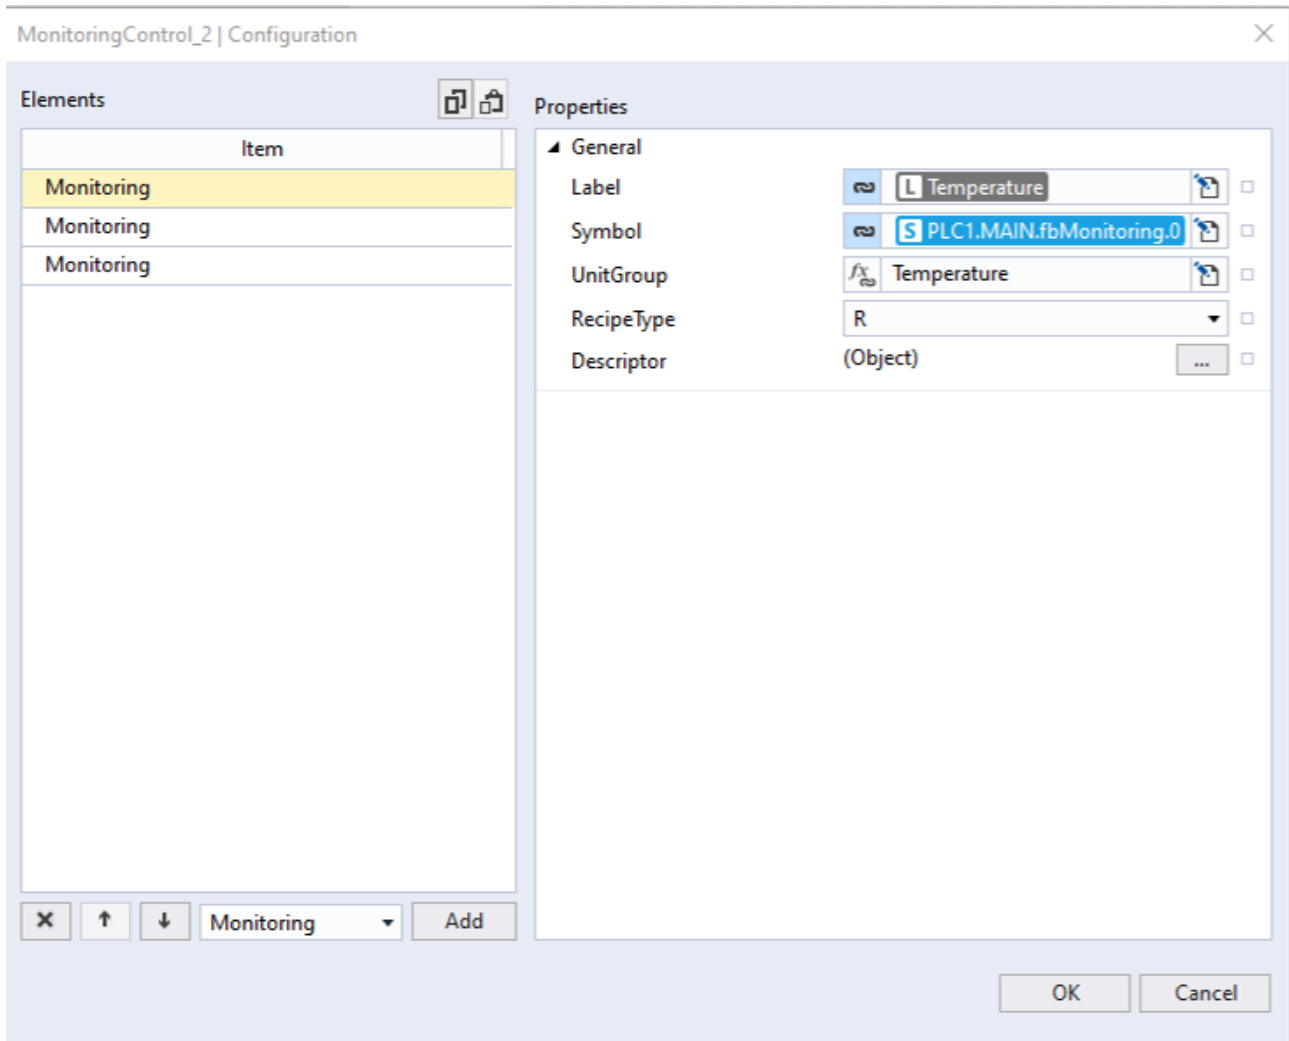 MonitoringControl_2 | Configuration
Elements
Item
Monitoring
Monitoring
Monitoring
Monitoring
Add
Properties
General
Label L Temperature
Symbol S PLC1.MAIN.fbMonitoring.0
UnitGroup fx Temperature
RecipeType R
Descriptor (Object) ...
OK Cancel